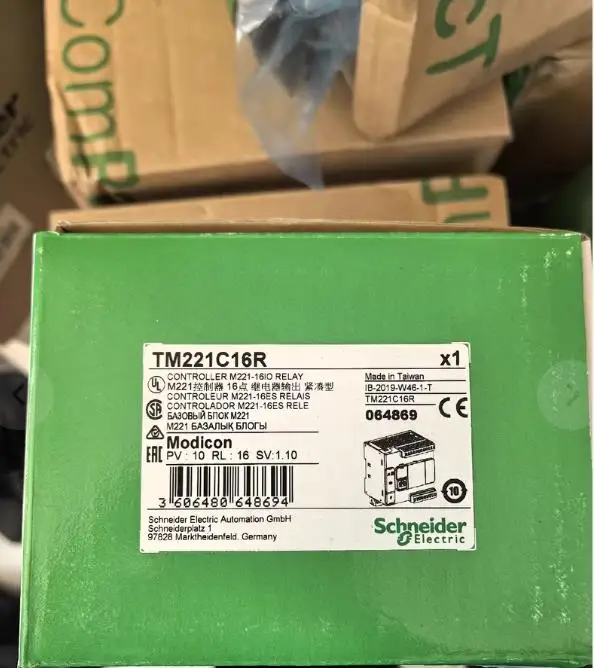 TM221C16R x1
CONTROLLER M221-16IO RELAY
M221控制器 16点 继电器输出 紧凑型
CONTROLEUR M221-16ES RELAIS
CONTROLADOR M221-16ES RELE
БАЗОВЫЙ БЛОК M221
M221 БАЗАЛЫҚ БЛОГЫ
Modicon
PV : 10 RL : 16 SV:1.10
3 606480 648694
Schneider Electric Automation GmbH
Schneiderplatz 1
97828 Marktheidenfeld, Germany
Made in Taiwan
IB-2019-W46-1-T
TM221C16R
064869
CE
UL
EAC
10
Schneider
Electric